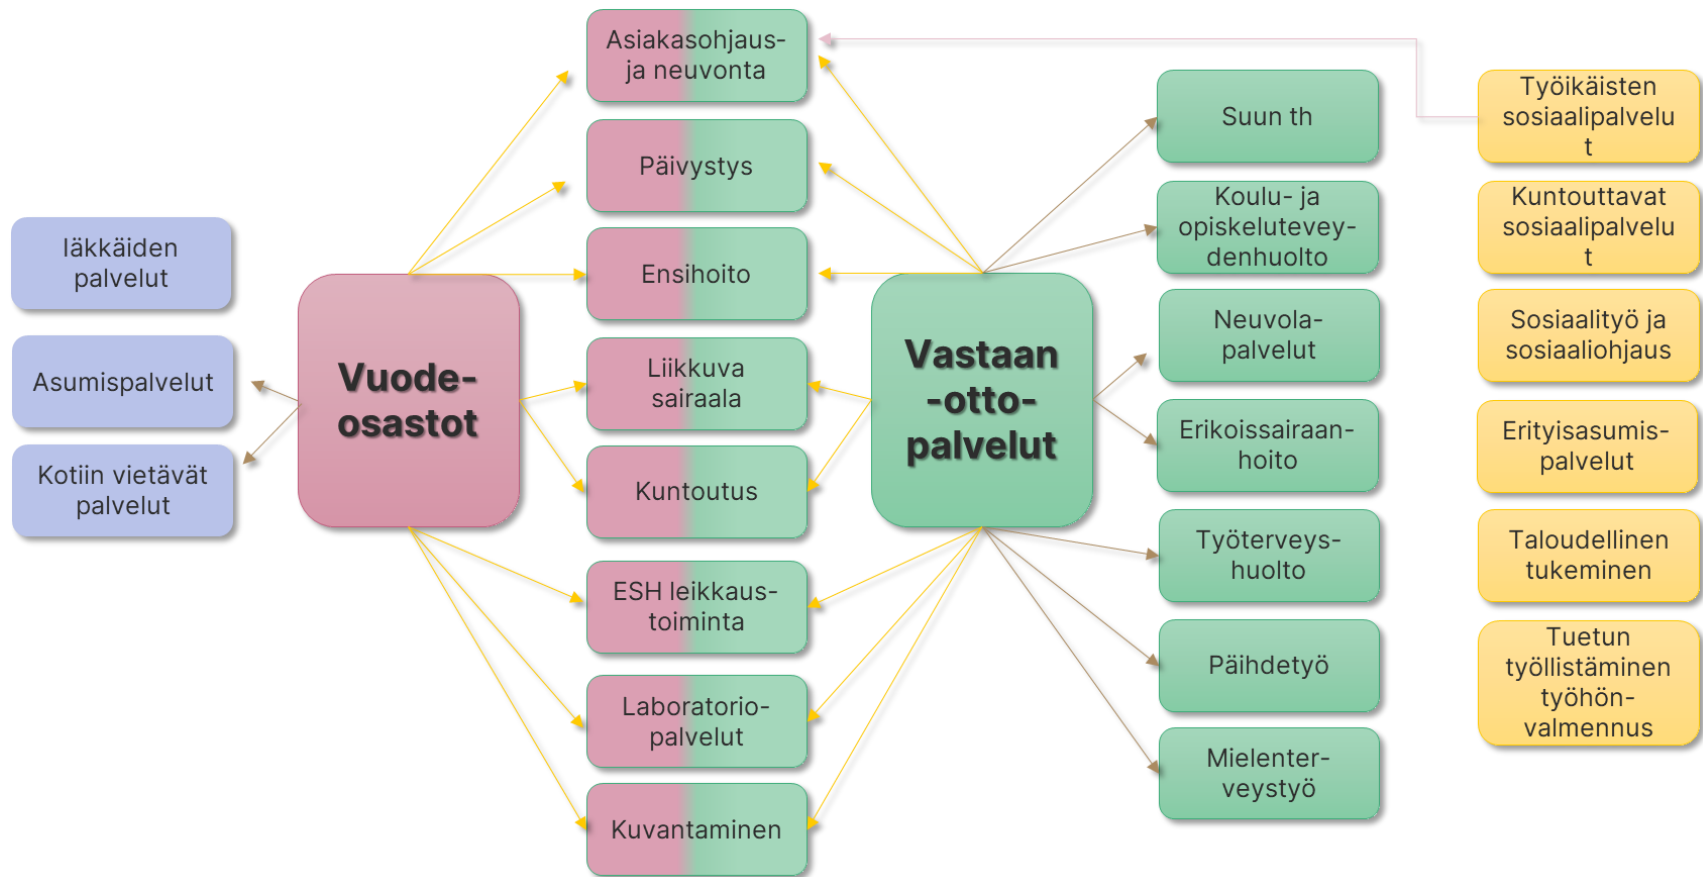 Iäkkäiden
palvelut
Asumispalvelut
Kotiin vietävät
palvelut
Vuode-
osastot
Asiakasohjaus-
ja neuvonta
Päivystys
Ensihoito
Liikkuva
sairaala
Kuntoutus
ESH leikkaus-
toiminta
Laboratorio-
palvelut
Kuvantaminen
Vastaan
-otto-
palvelut
Suun th
Koulu- ja
opiskelutervey-
denhuolto
Neuvola-
palvelut
Erikoissairaan-
hoito
Työterveys-
huolto
Päihdetyö
Mielenter-
veystyö
Työikäisten
sosiaalipalvelu
t
Kuntouttavat
sosiaalipalvelu
t
Sosiaalityö ja
sosiaaliohjaus
Erityisasumis-
palvelut
Taloudellinen
tukeminen
Tuetun
työllistäminen
työhön-
valmennus